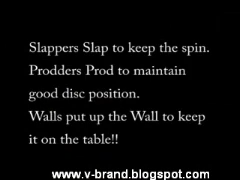 Slappers Slap to keep the spin.
Prodders Prod to maintain
good disc position.
Walls put up the Wall to keep
it on the table!!
www.v-brand.blogspot.com